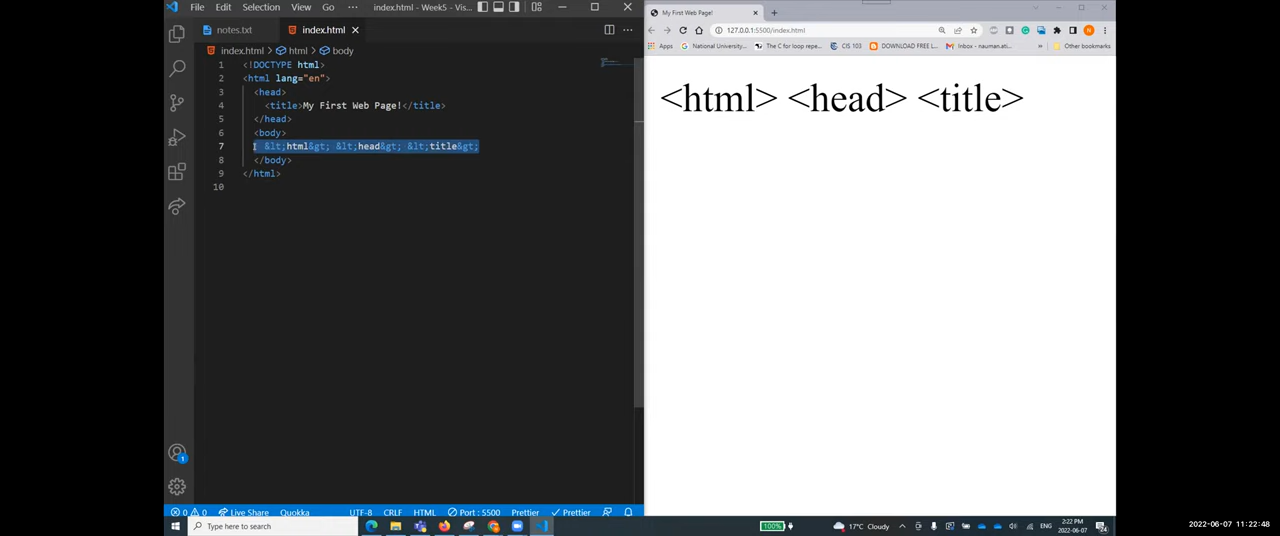 File Edit Selection View Go ··· index.html - Week5 - Vis...
notes.txt index.html
index.html > html > body
1 <!DOCTYPE html>
2 <html lang="en">
3 <head>
4 <title>My First Web Page!</title>
5 </head>
6 <body>
7 &lt;html&gt; &lt;head&gt; &lt;title&gt;
8 </body>
9 </html>
10
1
0 0 Live Share Quokka UTF-8 CRLF HTML Port : 5500 Prettier Prettier
My First Web Page!
127.0.0.1:5500/index.html
Apps National University... The C for loop repe... CIS 103 DOWNLOAD FREE L... Inbox - nauman.ati... » Other bookmarks
<html> <head> <title>
Type here to search
100% 17°C Cloudy ENG 2:22 PM
2022-06-07 24
2022-06-07 11:22:48